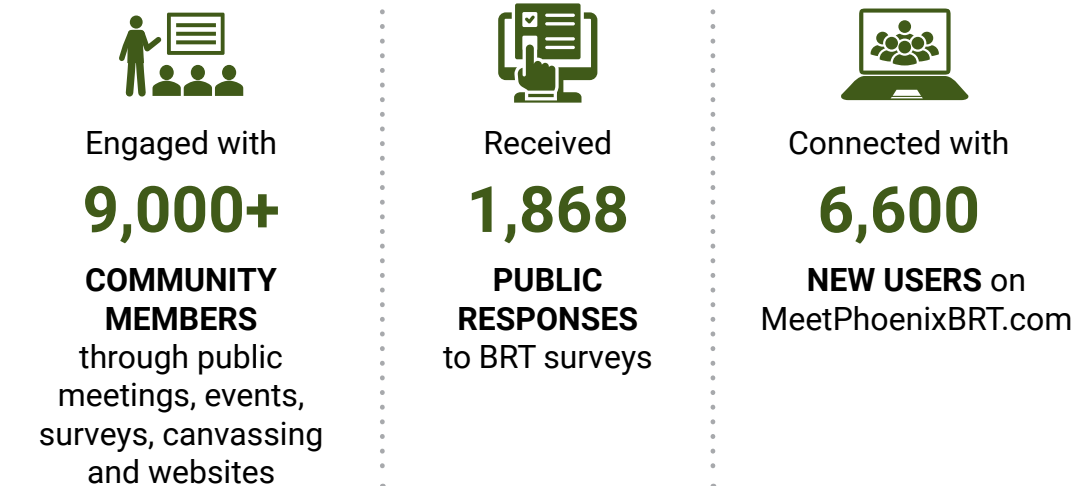 Engaged with
9,000+
COMMUNITY
MEMBERS
through public
meetings, events,
surveys, canvassing
and websites
Received
1,868
PUBLIC
RESPONSES
to BRT surveys
Connected with
6,600
NEW USERS on
MeetPhoenixBRT.com